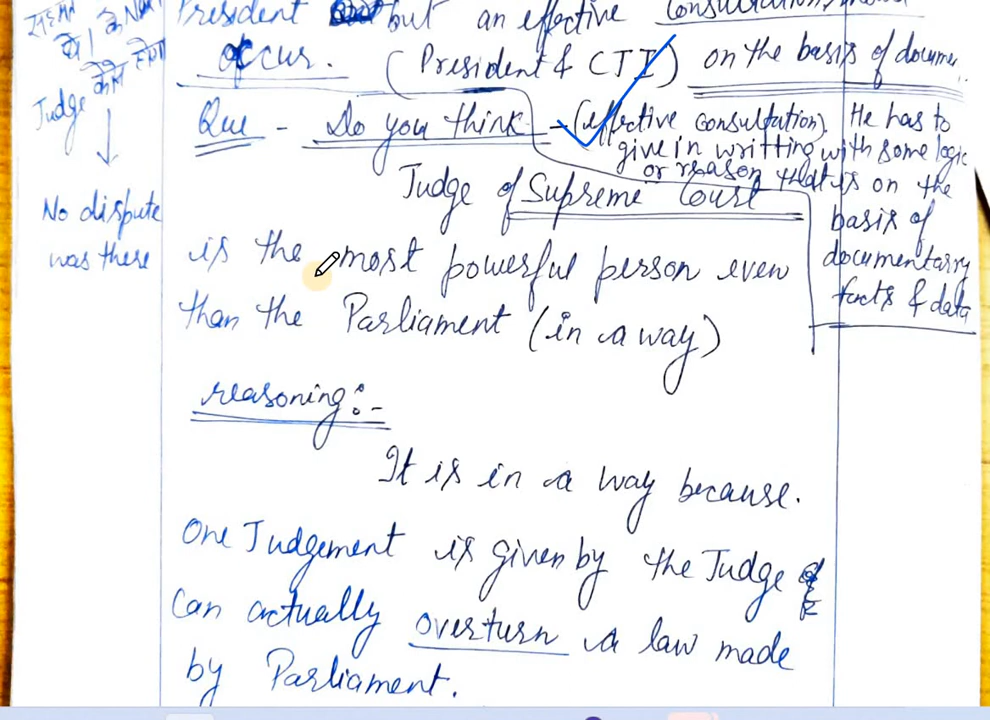 President but an effective
occur. (President & CJI) on the basis of docume..
Que - Do you think - (effective consultation). He has to
give in writting with some logic
or reason that is on the
basis of
documentarry
facts & data
Judge of Supreme Court
is the most powerful person even
than the Parliament (in a way)
reasoning:-
It is in a way because.
One Judgement is given by the Judge
Can actually overturn a law made
by Parliament.
Judge
No dispute
was there